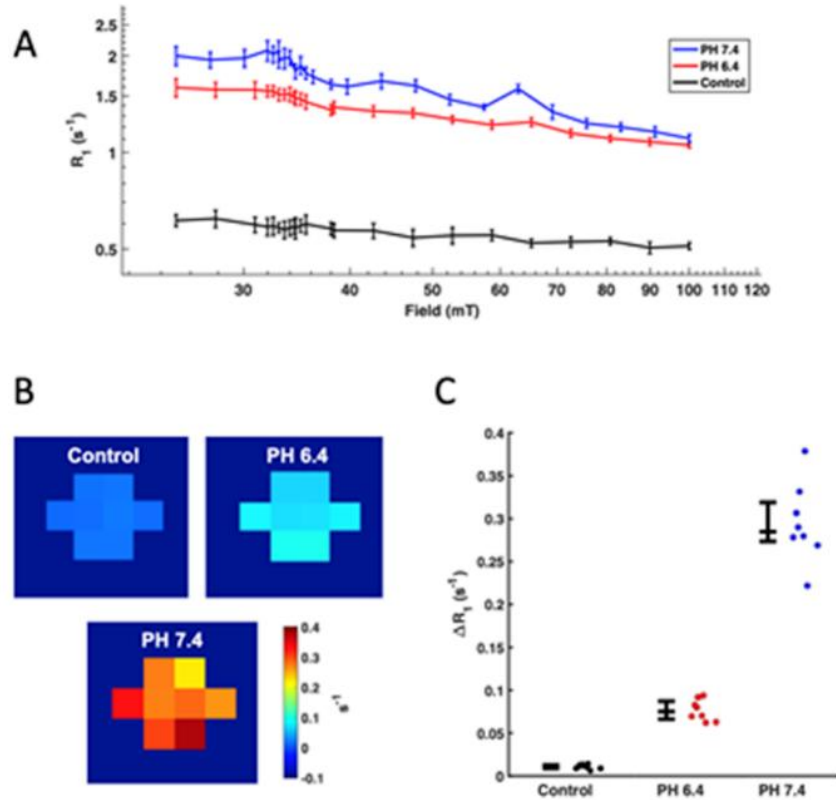 A
2.5
2
1.5
1
0.5
R1 (s-1)
30
40
50
60
70
80
90
100
110
120
Field (mT)
PH 7.4
PH 6.4
Control
B
Control
PH 6.4
PH 7.4
0.4
0.3
0.2
0.1
0
-0.1
s-1
C
0.4
0.35
0.3
0.25
0.2
0.15
0.1
0.05
0
ΔR1 (s-1)
Control
PH 6.4
PH 7.4